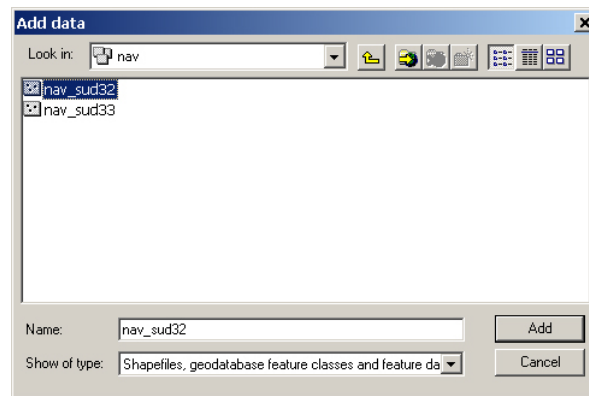 Add data
Look in: nav
nav_sud32
nav_sud33
Name: nav_sud32 Add
Show of type: Shapefiles, geodatabase feature classes and feature da Cancel